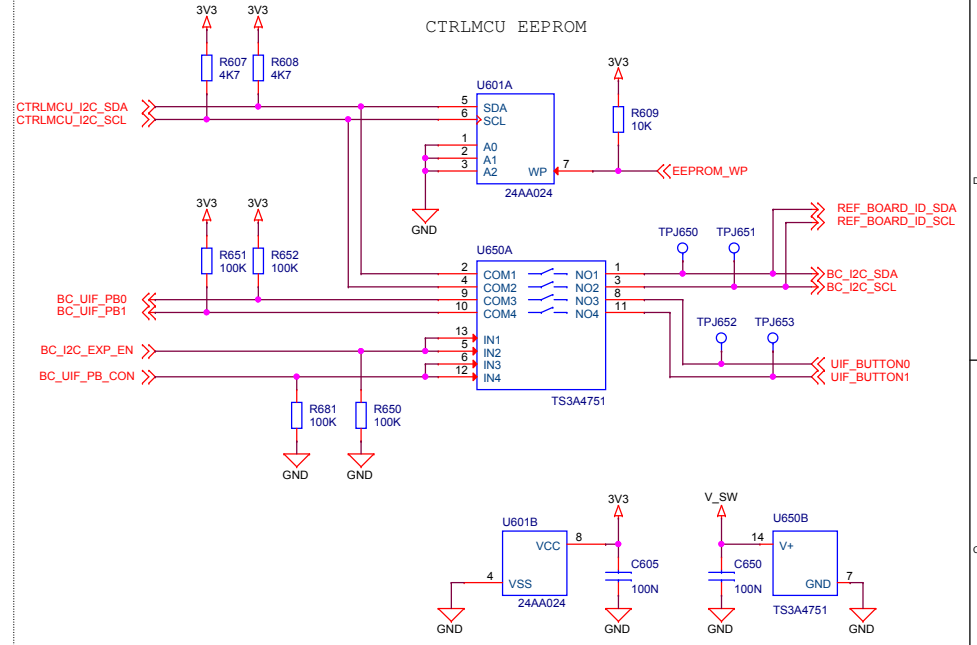 CTRLMCU EEPROM
3V3 3V3
R607 R608
4K7 4K7
3V3
U601A
CTRLMCU_I2C_SDA 5 SDA
CTRLMCU_I2C_SCL 6 SCL
R609
10K
1 A0
2 A1
3 A2 WP 7 EEPROM_WP
24AA024
GND
3V3 3V3
REF_BOARD_ID_SDA
REF_BOARD_ID_SCL
TPJ650 TPJ651
U650A
R651 R652
100K 100K
2 COM1 NO1 1 BC_I2C_SDA
4 COM2 NO2 3 BC_I2C_SCL
BC_UIF_PB0 9 COM3 NO3 8
BC_UIF_PB1 10 COM4 NO4 11
TPJ652 TPJ653
13 IN1
BC_I2C_EXP_EN 5 IN2
6 IN3 UIF_BUTTON0
BC_UIF_PB_CON 12 IN4 UIF_BUTTON1
TS3A4751
R681 R650
100K 100K
GND GND
3V3 V_SW
U601B U650B
VCC 8 14 V+
C605 C650
100N 100N
4 VSS GND 7
24AA024 TS3A4751
GND GND GND GND
D
C